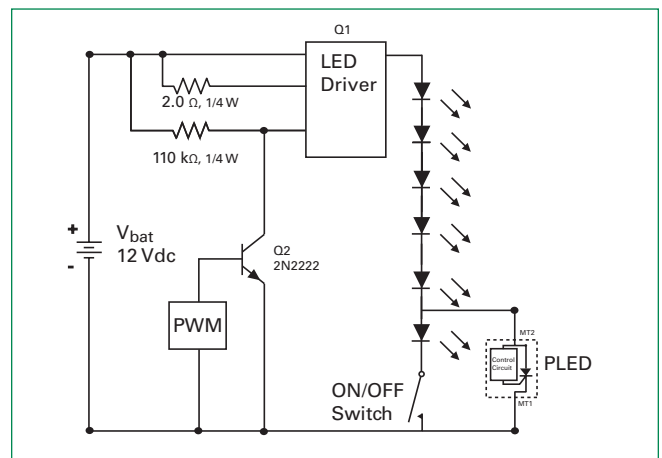 Q1
LED
Driver
2.0 Ω, 1/4 W
110 kΩ, 1/4 W
+
Vbat
12 Vdc
-
Q2
2N2222
PWM
MT2
Control
Circuit
PLED
MT1
ON/OFF
Switch